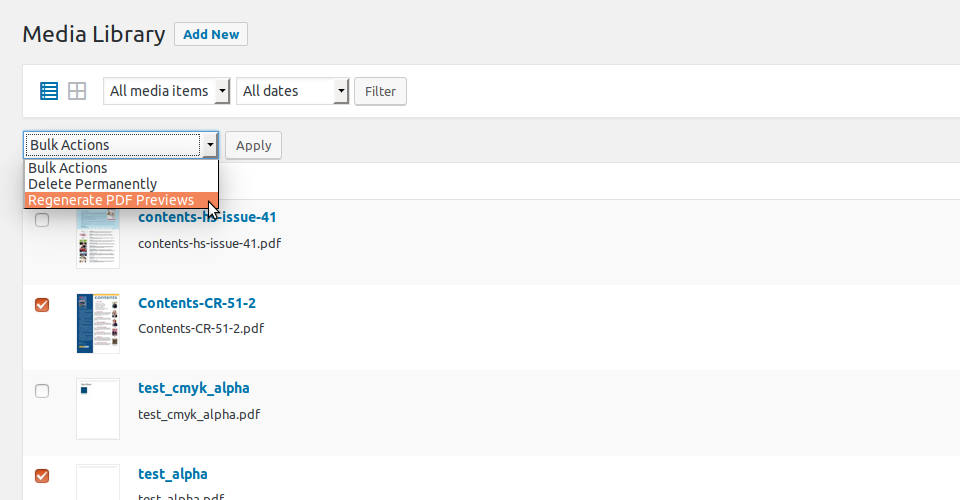 Media Library Add New
All media items All dates Filter
Bulk Actions Apply
Bulk Actions
Delete Permanently
Regenerate PDF Previews
contents-hs-issue-41
contents-hs-issue-41.pdf
Contents-CR-51-2
Contents-CR-51-2.pdf
test_cmyk_alpha
test_cmyk_alpha.pdf
test_alpha
test_alpha.pdf